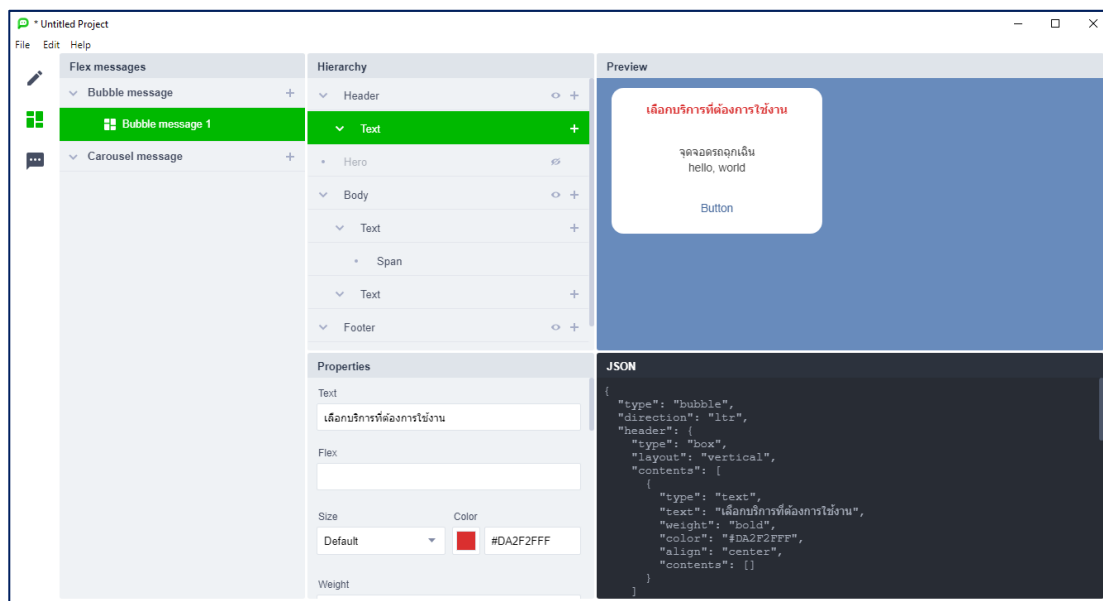 * Untitled Project
File Edit Help
Flex messages
Bubble message
Bubble message 1
Carousel message
Hierarchy
Header
Text
Hero
Body
Text
Span
Text
Footer
Properties
Text
เลือกบริการที่ต้องการใช้งาน
Flex
Size Color
Default #DA2F2FFF
Weight
Preview
เลือกบริการที่ต้องการใช้งาน
จุดจอดรถฉุกเฉิน
hello, world
Button
JSON
{
"type": "bubble",
"direction": "ltr",
"header": {
"type": "box",
"layout": "vertical",
"contents": [
{
"type": "text",
"text": "เลือกบริการที่ต้องการใช้งาน",
"weight": "bold",
"color": "#DA2F2FFF",
"align": "center",
"contents": []
}
]